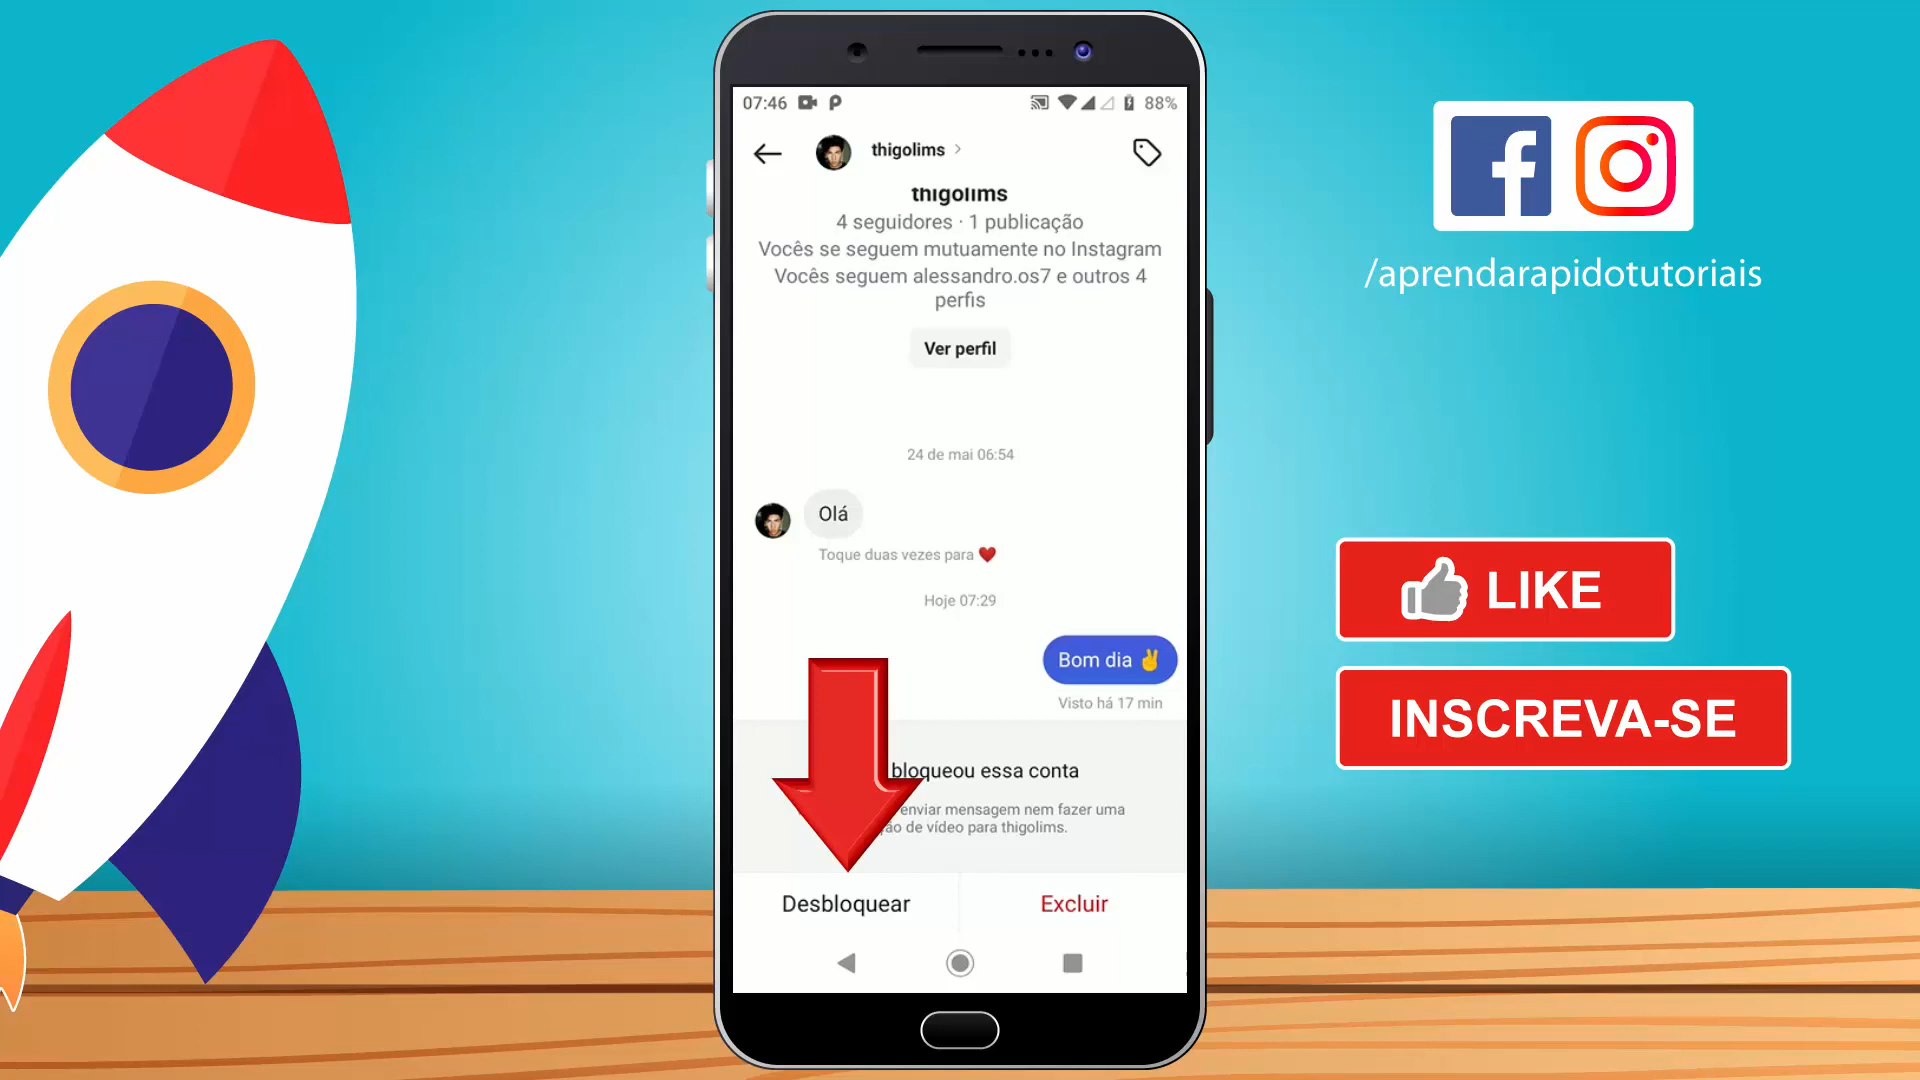 07:46
88%
thigolims
thigolims
4 seguidores · 1 publicação
Vocês se seguem mutuamente no Instagram
Vocês seguem alessandro.os7 e outros 4
perfis
Ver perfil
24 de mai 06:54
Olá
Toque duas vezes para ❤️
Hoje 07:29
Bom dia ✌️
Visto há 17 min
bloqueou essa conta
enviar mensagem nem fazer uma
de vídeo para thigolims.
Desbloquear
Excluir
/aprendarapidotutoriais
LIKE
INSCREVA-SE